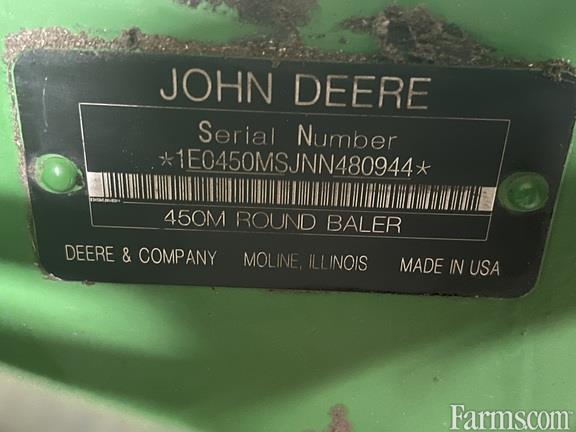 JOHN DEERE
Serial Number
*1E0450MSJNN480944*
450M ROUND BALER
DEERE & COMPANY MOLINE, ILLINOIS MADE IN USA
Farms.com